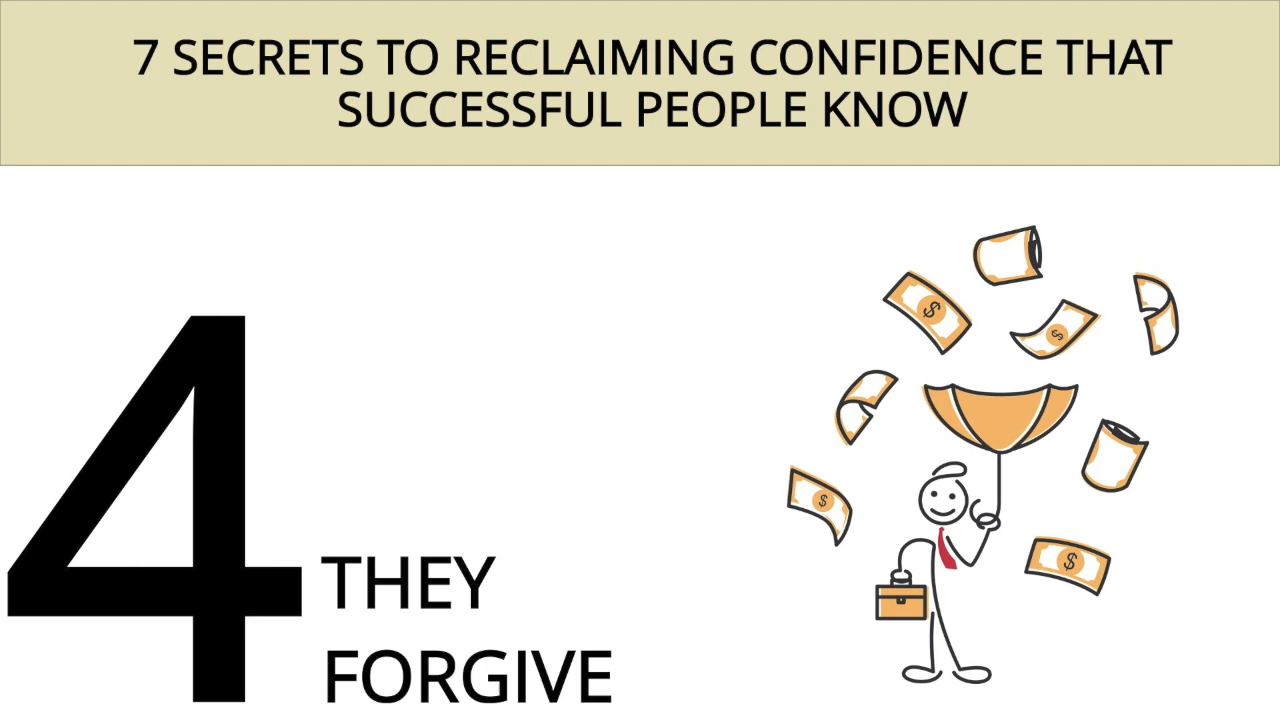 7 SECRETS TO RECLAIMING CONFIDENCE THAT
SUCCESSFUL PEOPLE KNOW
4
THEY
FORGIVE
$
$
$
$